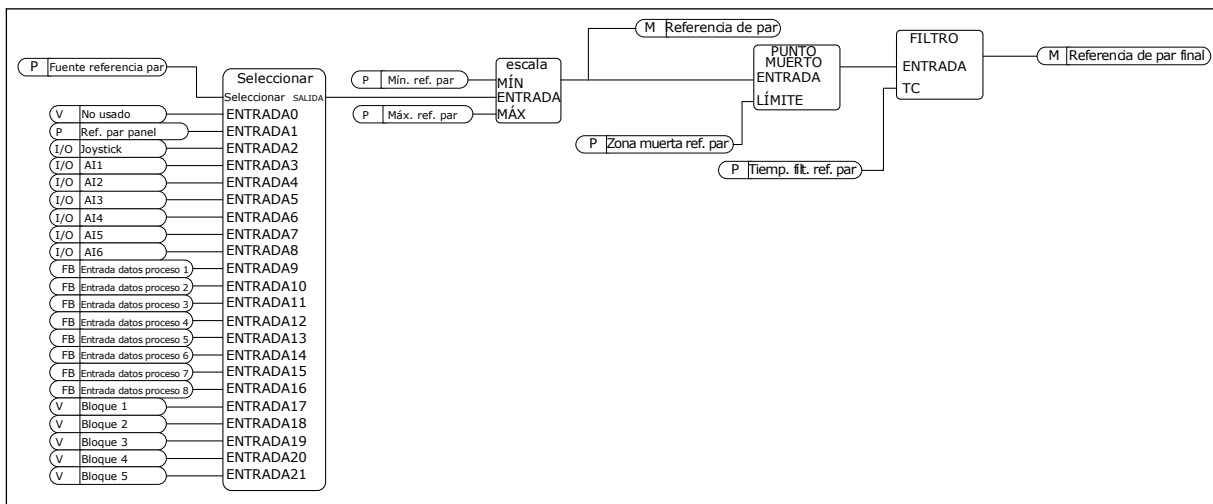 M Referencia de par
P Fuente referencia par
Seleccionar
Seleccionar SALIDA
V No usado ENTRADA0
P Ref. par panel ENTRADA1
I/O Joystick ENTRADA2
I/O AI1 ENTRADA3
I/O AI2 ENTRADA4
I/O AI3 ENTRADA5
I/O AI4 ENTRADA6
I/O AI5 ENTRADA7
I/O AI6 ENTRADA8
FB Entrada datos proceso 1 ENTRADA9
FB Entrada datos proceso 2 ENTRADA10
FB Entrada datos proceso 3 ENTRADA11
FB Entrada datos proceso 4 ENTRADA12
FB Entrada datos proceso 5 ENTRADA13
FB Entrada datos proceso 6 ENTRADA14
FB Entrada datos proceso 7 ENTRADA15
FB Entrada datos proceso 8 ENTRADA16
V Bloque 1 ENTRADA17
V Bloque 2 ENTRADA18
V Bloque 3 ENTRADA19
V Bloque 4 ENTRADA20
V Bloque 5 ENTRADA21
escala
P Mín. ref. par MÍN
ENTRADA
P Máx. ref. par MÁX
PUNTO
MUERTO
ENTRADA
LÍMITE
P Zona muerta ref. par
FILTRO
ENTRADA
TC
P Tiemp. filt. ref. par
M Referencia de par final